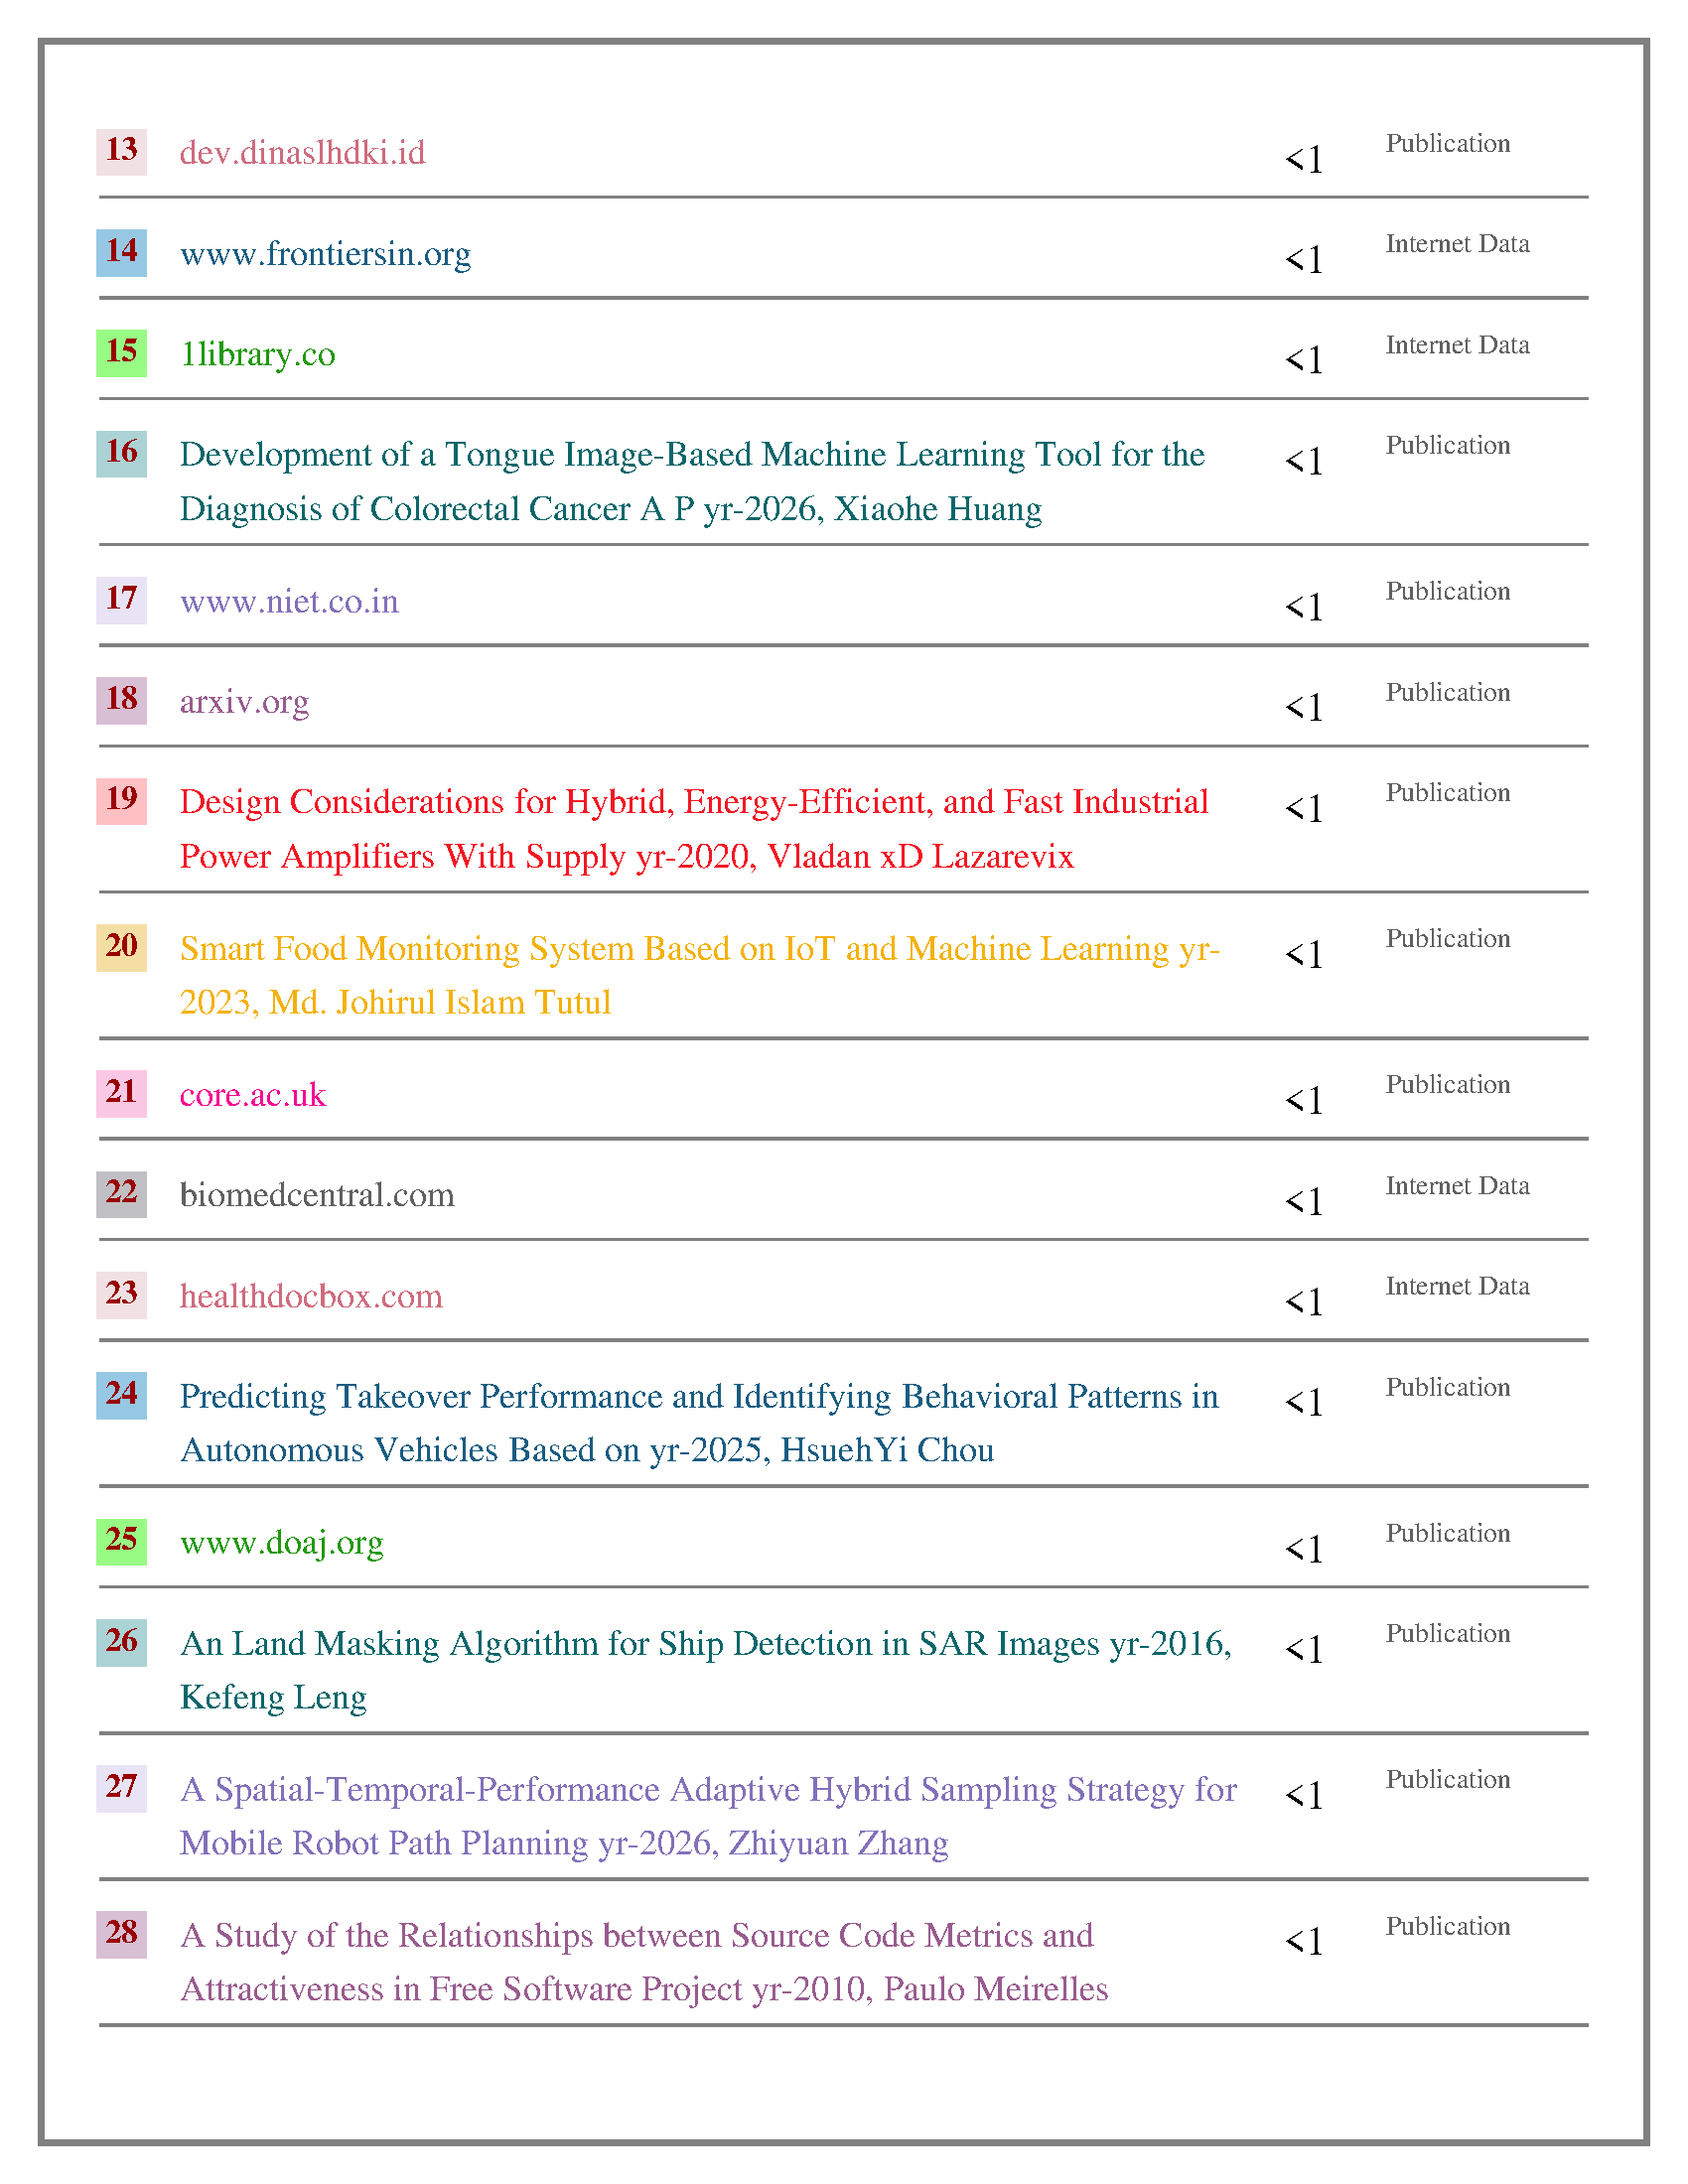 13 dev.dinaslhdki.id <1 Publication
14 www.frontiersin.org <1 Internet Data
15 1library.co <1 Internet Data
16 Development of a Tongue Image-Based Machine Learning Tool for the <1 Publication
Diagnosis of Colorectal Cancer A P yr-2026, Xiaohe Huang
17 www.niet.co.in <1 Publication
18 arxiv.org <1 Publication
19 Design Considerations for Hybrid, Energy-Efficient, and Fast Industrial <1 Publication
Power Amplifiers With Supply yr-2020, Vladan xD Lazarevix
20 Smart Food Monitoring System Based on IoT and Machine Learning yr- <1 Publication
2023, Md. Johirul Islam Tutul
21 core.ac.uk <1 Publication
22 biomedcentral.com <1 Internet Data
23 healthdocbox.com <1 Internet Data
24 Predicting Takeover Performance and Identifying Behavioral Patterns in <1 Publication
Autonomous Vehicles Based on yr-2025, HsuehYi Chou
25 www.doaj.org <1 Publication
26 An Land Masking Algorithm for Ship Detection in SAR Images yr-2016, <1 Publication
Kefeng Leng
27 A Spatial-Temporal-Performance Adaptive Hybrid Sampling Strategy for <1 Publication
Mobile Robot Path Planning yr-2026, Zhiyuan Zhang
28 A Study of the Relationships between Source Code Metrics and <1 Publication
Attractiveness in Free Software Project yr-2010, Paulo Meirelles